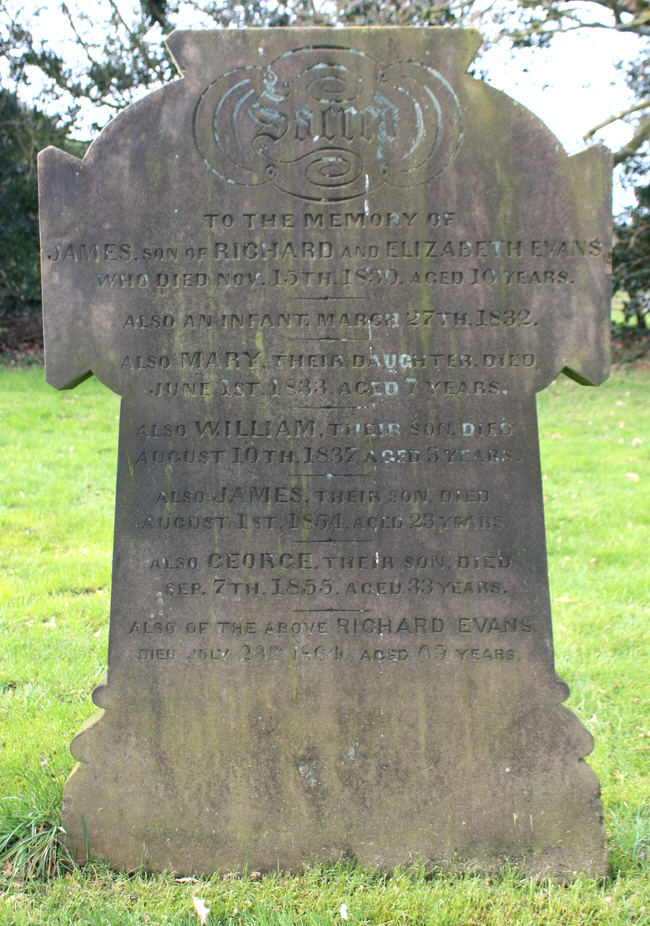 Sacred
TO THE MEMORY OF
JAMES, SON OF RICHARD AND ELIZABETH EVANS,
WHO DIED NOV. 15TH, 1830, AGED 10 YEARS.
ALSO AN INFANT, MARCH 27TH, 1832.
ALSO MARY, THEIR DAUGHTER, DIED,
JUNE 1ST, 1833, AGED 7 YEARS.
ALSO WILLIAM, THEIR SON, DIED
AUGUST 10TH, 1837, AGED 3 YEARS.
ALSO JAMES, THEIR SON, DIED
AUGUST 1ST, 1854, AGED 23 YEARS.
ALSO GEORGE, THEIR SON, DIED
SEP. 7TH, 1855, AGED 33 YEARS.
ALSO OF THE ABOVE RICHARD EVANS
DIED JULY 1864, AGED 69 YEARS.